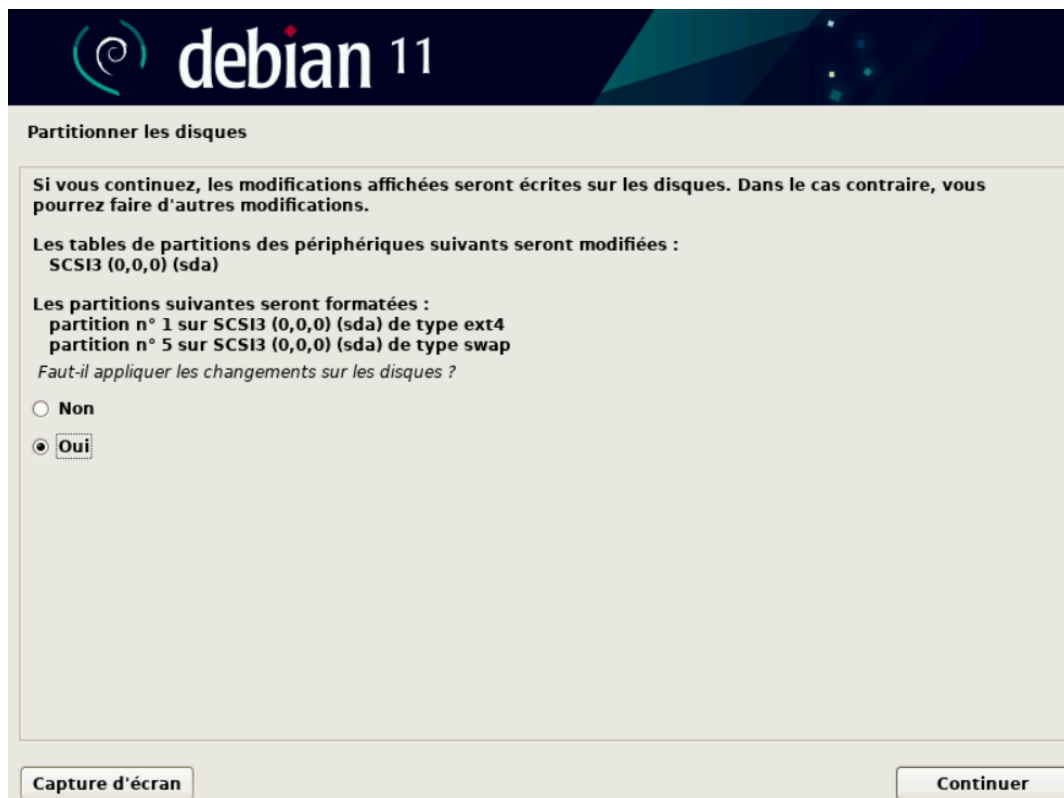 debian 11
Partitionner les disques
Si vous continuez, les modifications affichées seront écrites sur les disques. Dans le cas contraire, vous
pourrez faire d'autres modifications.
Les tables de partitions des périphériques suivants seront modifiées :
SCSI3 (0,0,0) (sda)
Les partitions suivantes seront formatées :
partition n° 1 sur SCSI3 (0,0,0) (sda) de type ext4
partition n° 5 sur SCSI3 (0,0,0) (sda) de type swap
Faut-il appliquer les changements sur les disques ?
Non
Oui
Capture d'écran Continuer